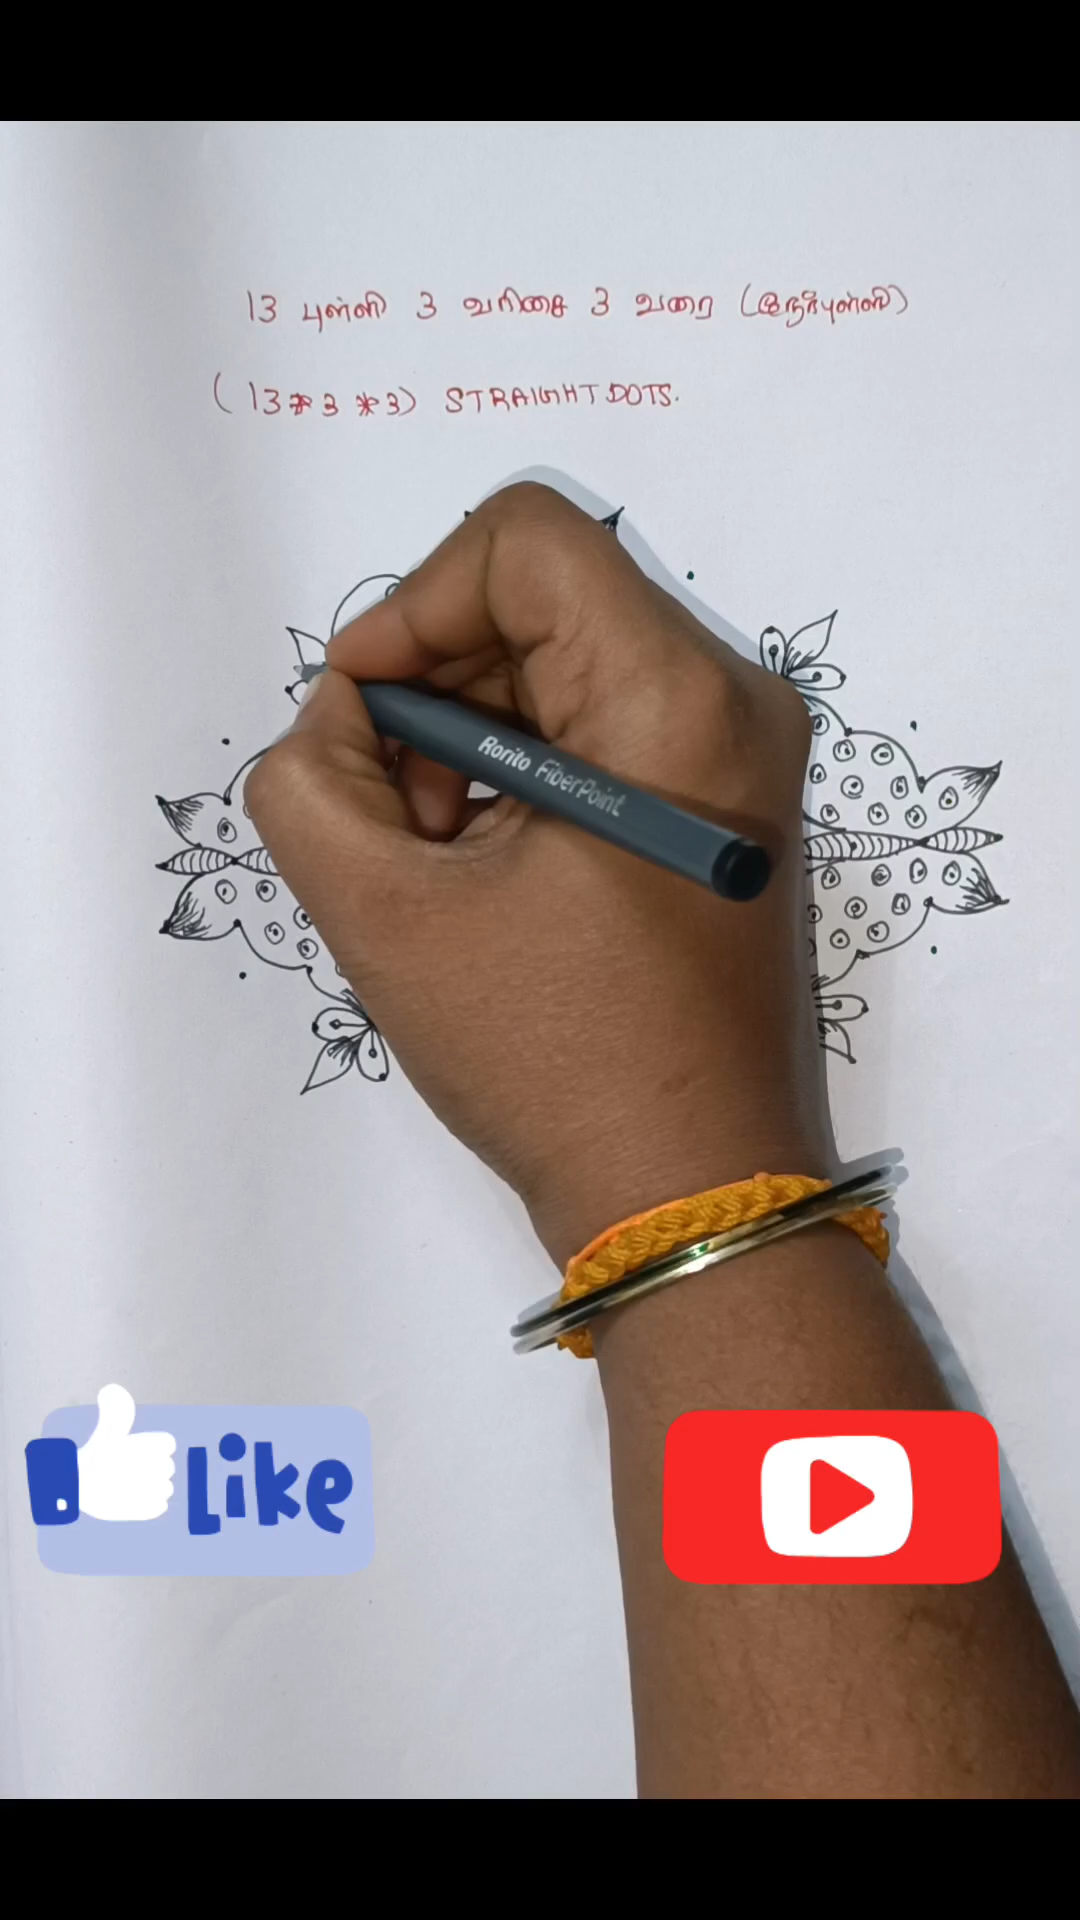 13 புள்ளி 3 வரிசை 3 வரை (நேர்புள்ளி)
(13*3*3) STRAIGHT DOTS.
Rorito FiberPoint
Like